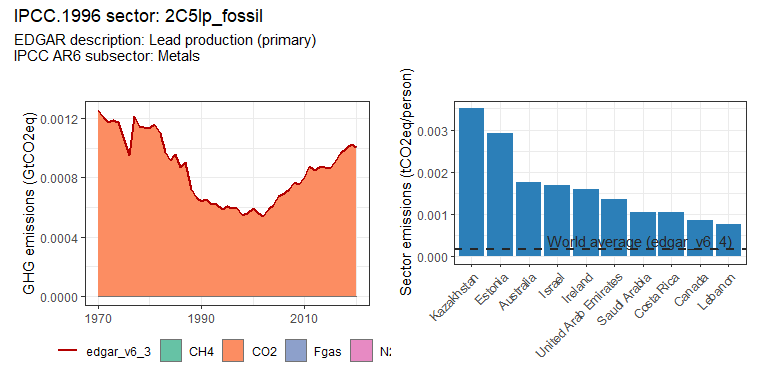 IPCC.1996 sector: 2C5lp_fossil
EDGAR description: Lead production (primary)
IPCC AR6 subsector: Metals
GHG emissions (GtCO2eq)
0.0012
0.0008
0.0004
0.0000
1970
1990
2010
edgar_v6_3
CH4
CO2
Fgas
N2
Sector emissions (tCO2eq/person)
0.003
0.002
0.001
0.000
World average (edgar_v6_4)
Kazakhstan
Estonia
Australia
Israel
Ireland
United Arab Emirates
Saudi Arabia
Costa Rica
Canada
Lebanon